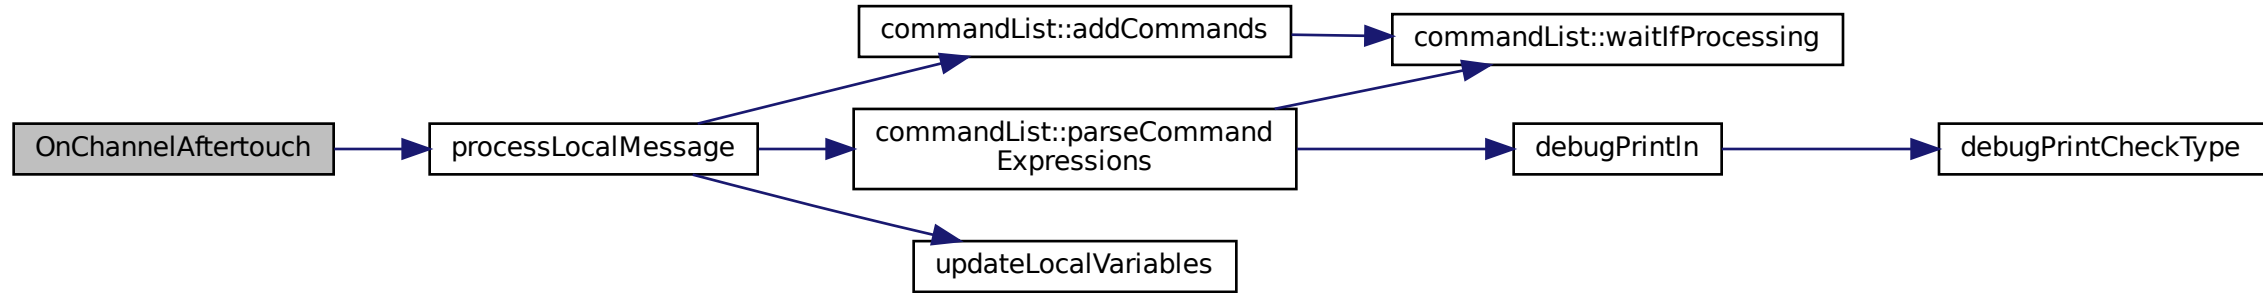 OnChannelAftertouch
processLocalMessage
commandList::addCommands
commandList::parseCommand
Expressions
updateLocalVariables
commandList::waitIfProcessing
debugPrintln
debugPrintCheckType